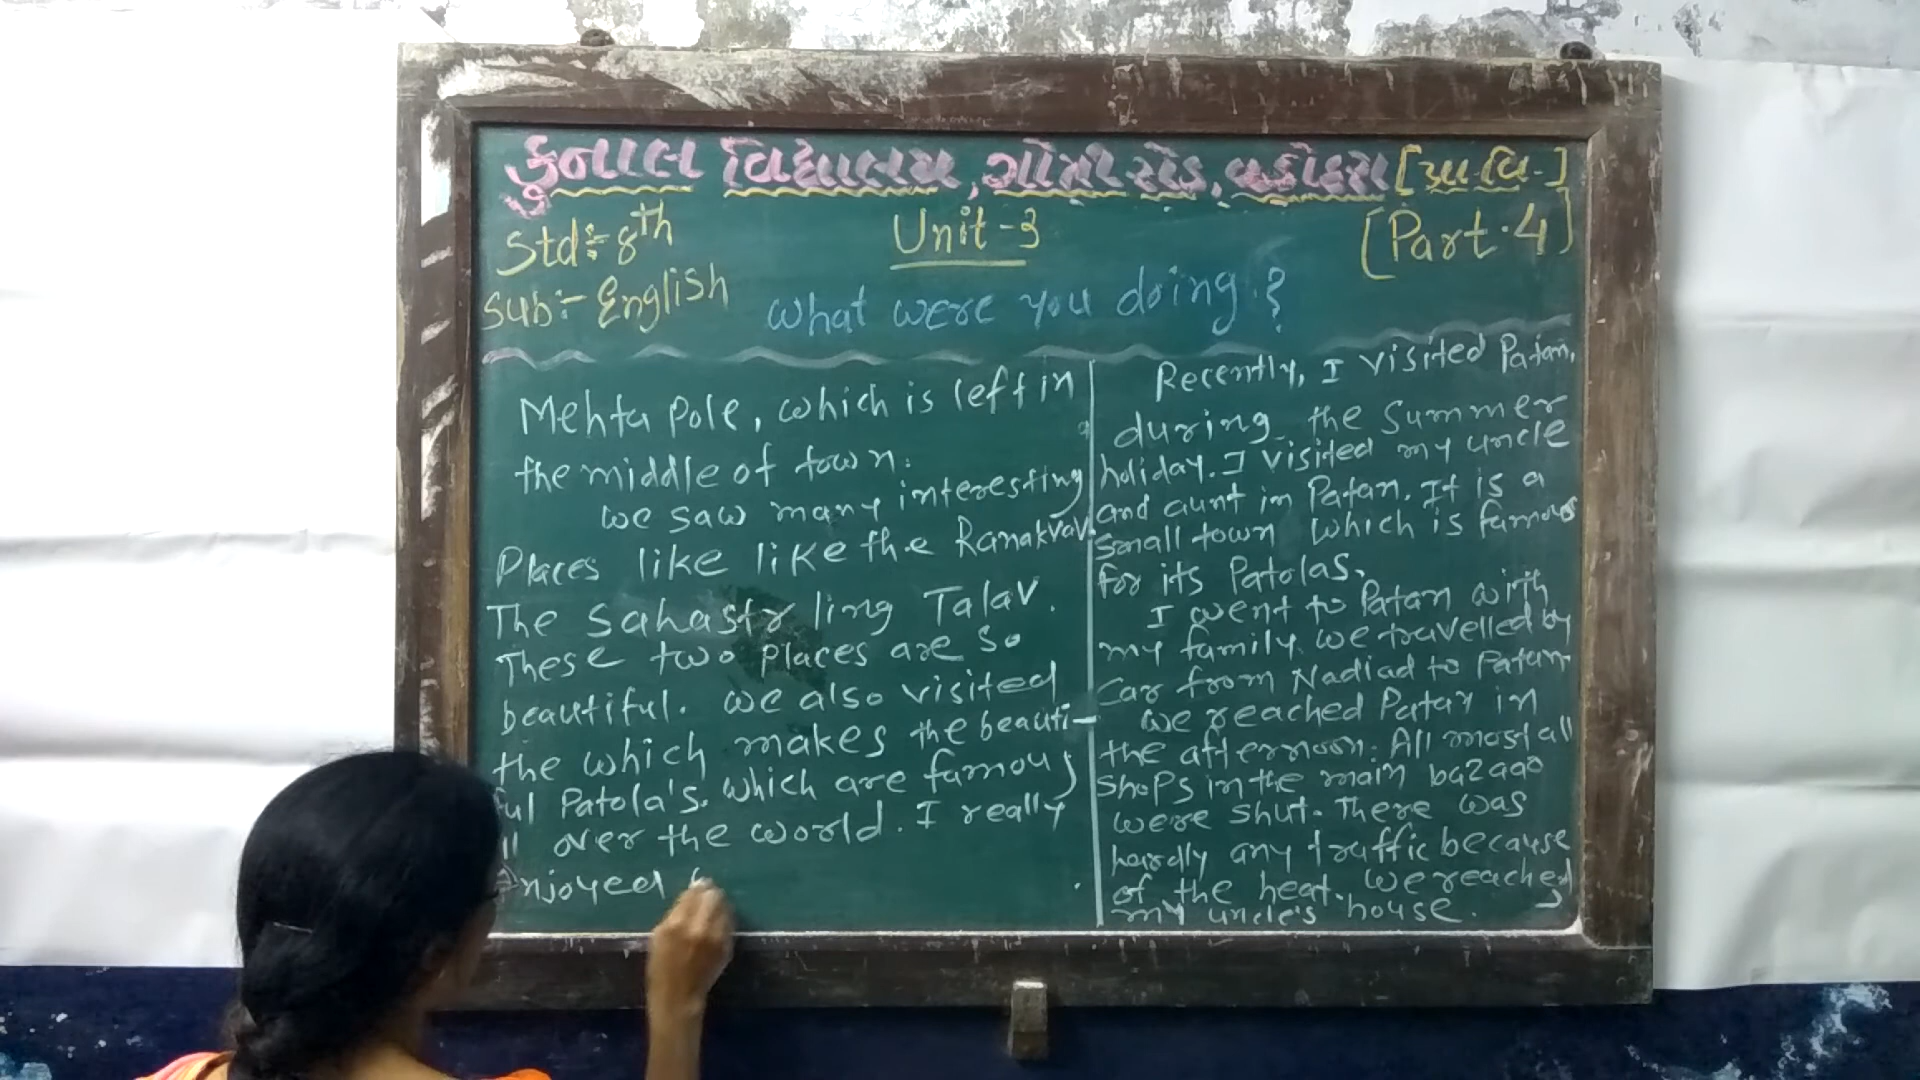 કુનાલ વિદ્યાલય, ગોત્રી રોડ, વડોદરા [પ્રા.વિ.]
Std:- 8th
Unit-3
[Part.4]
Sub:- English
What were you doing.?
Mehta Pole, which is left in
the middle of town.
we saw many interesting
Places like like the Ranakvav.
The Sahastr ling Talav.
These two places are so
beautiful. we also visited
the which makes the beauti-
ful Patola's. which are famous
ll over the world. I really
Enjoyed
Recently, I visited Patan,
during the Summer
holiday. I visited my uncle
and aunt in Patan. It is a
small town which is famous
for its Patolas.
I went to Patan with
my family. we travelled by
car from Nadiad to Patan.
we reached Patan in
the afternoon. All most all
shops in the main
were shut. There was
hardly any traffic because
of the heat. we reached
my uncle's house.